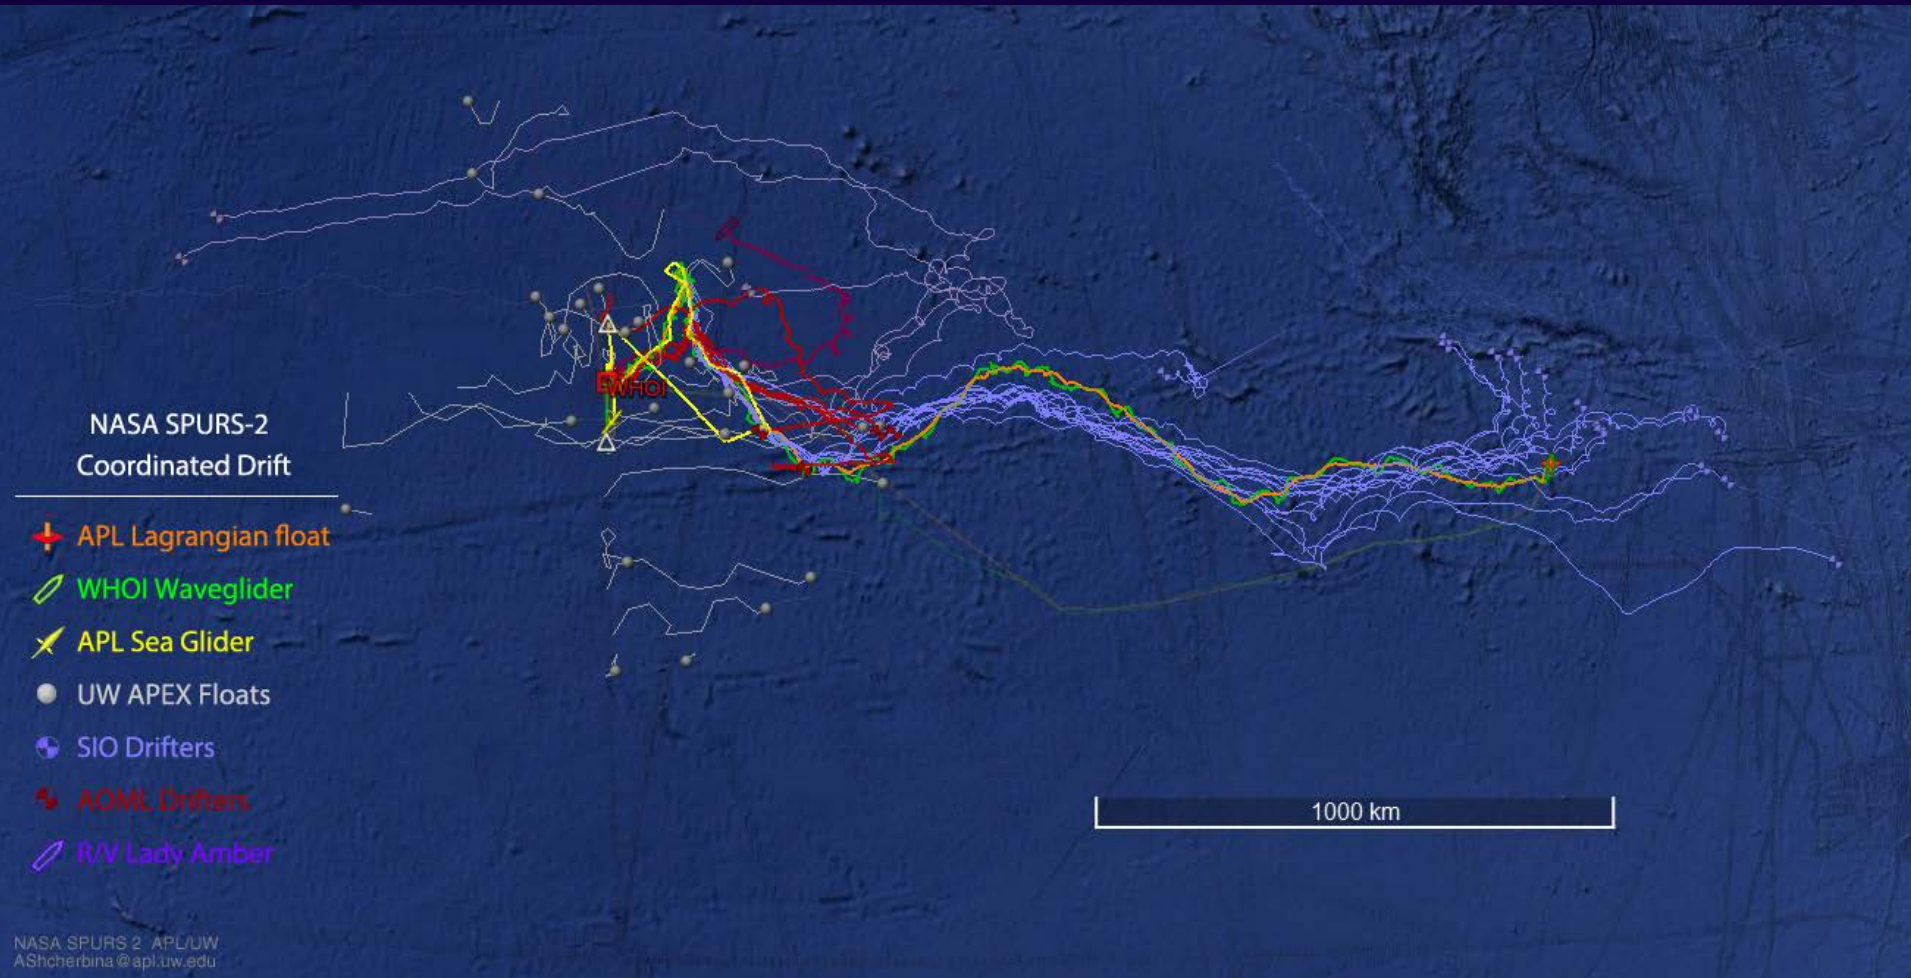 WHOI
NASA SPURS-2
Coordinated Drift
APL Lagrangian float
WHOI Waveglider
APL Sea Glider
UW APEX Floats
SIO Drifters
AOML Drifters
R/V Lady Amber
1000 km
NASA SPURS 2 APL/UW
AShcherbina@apl.uw.edu